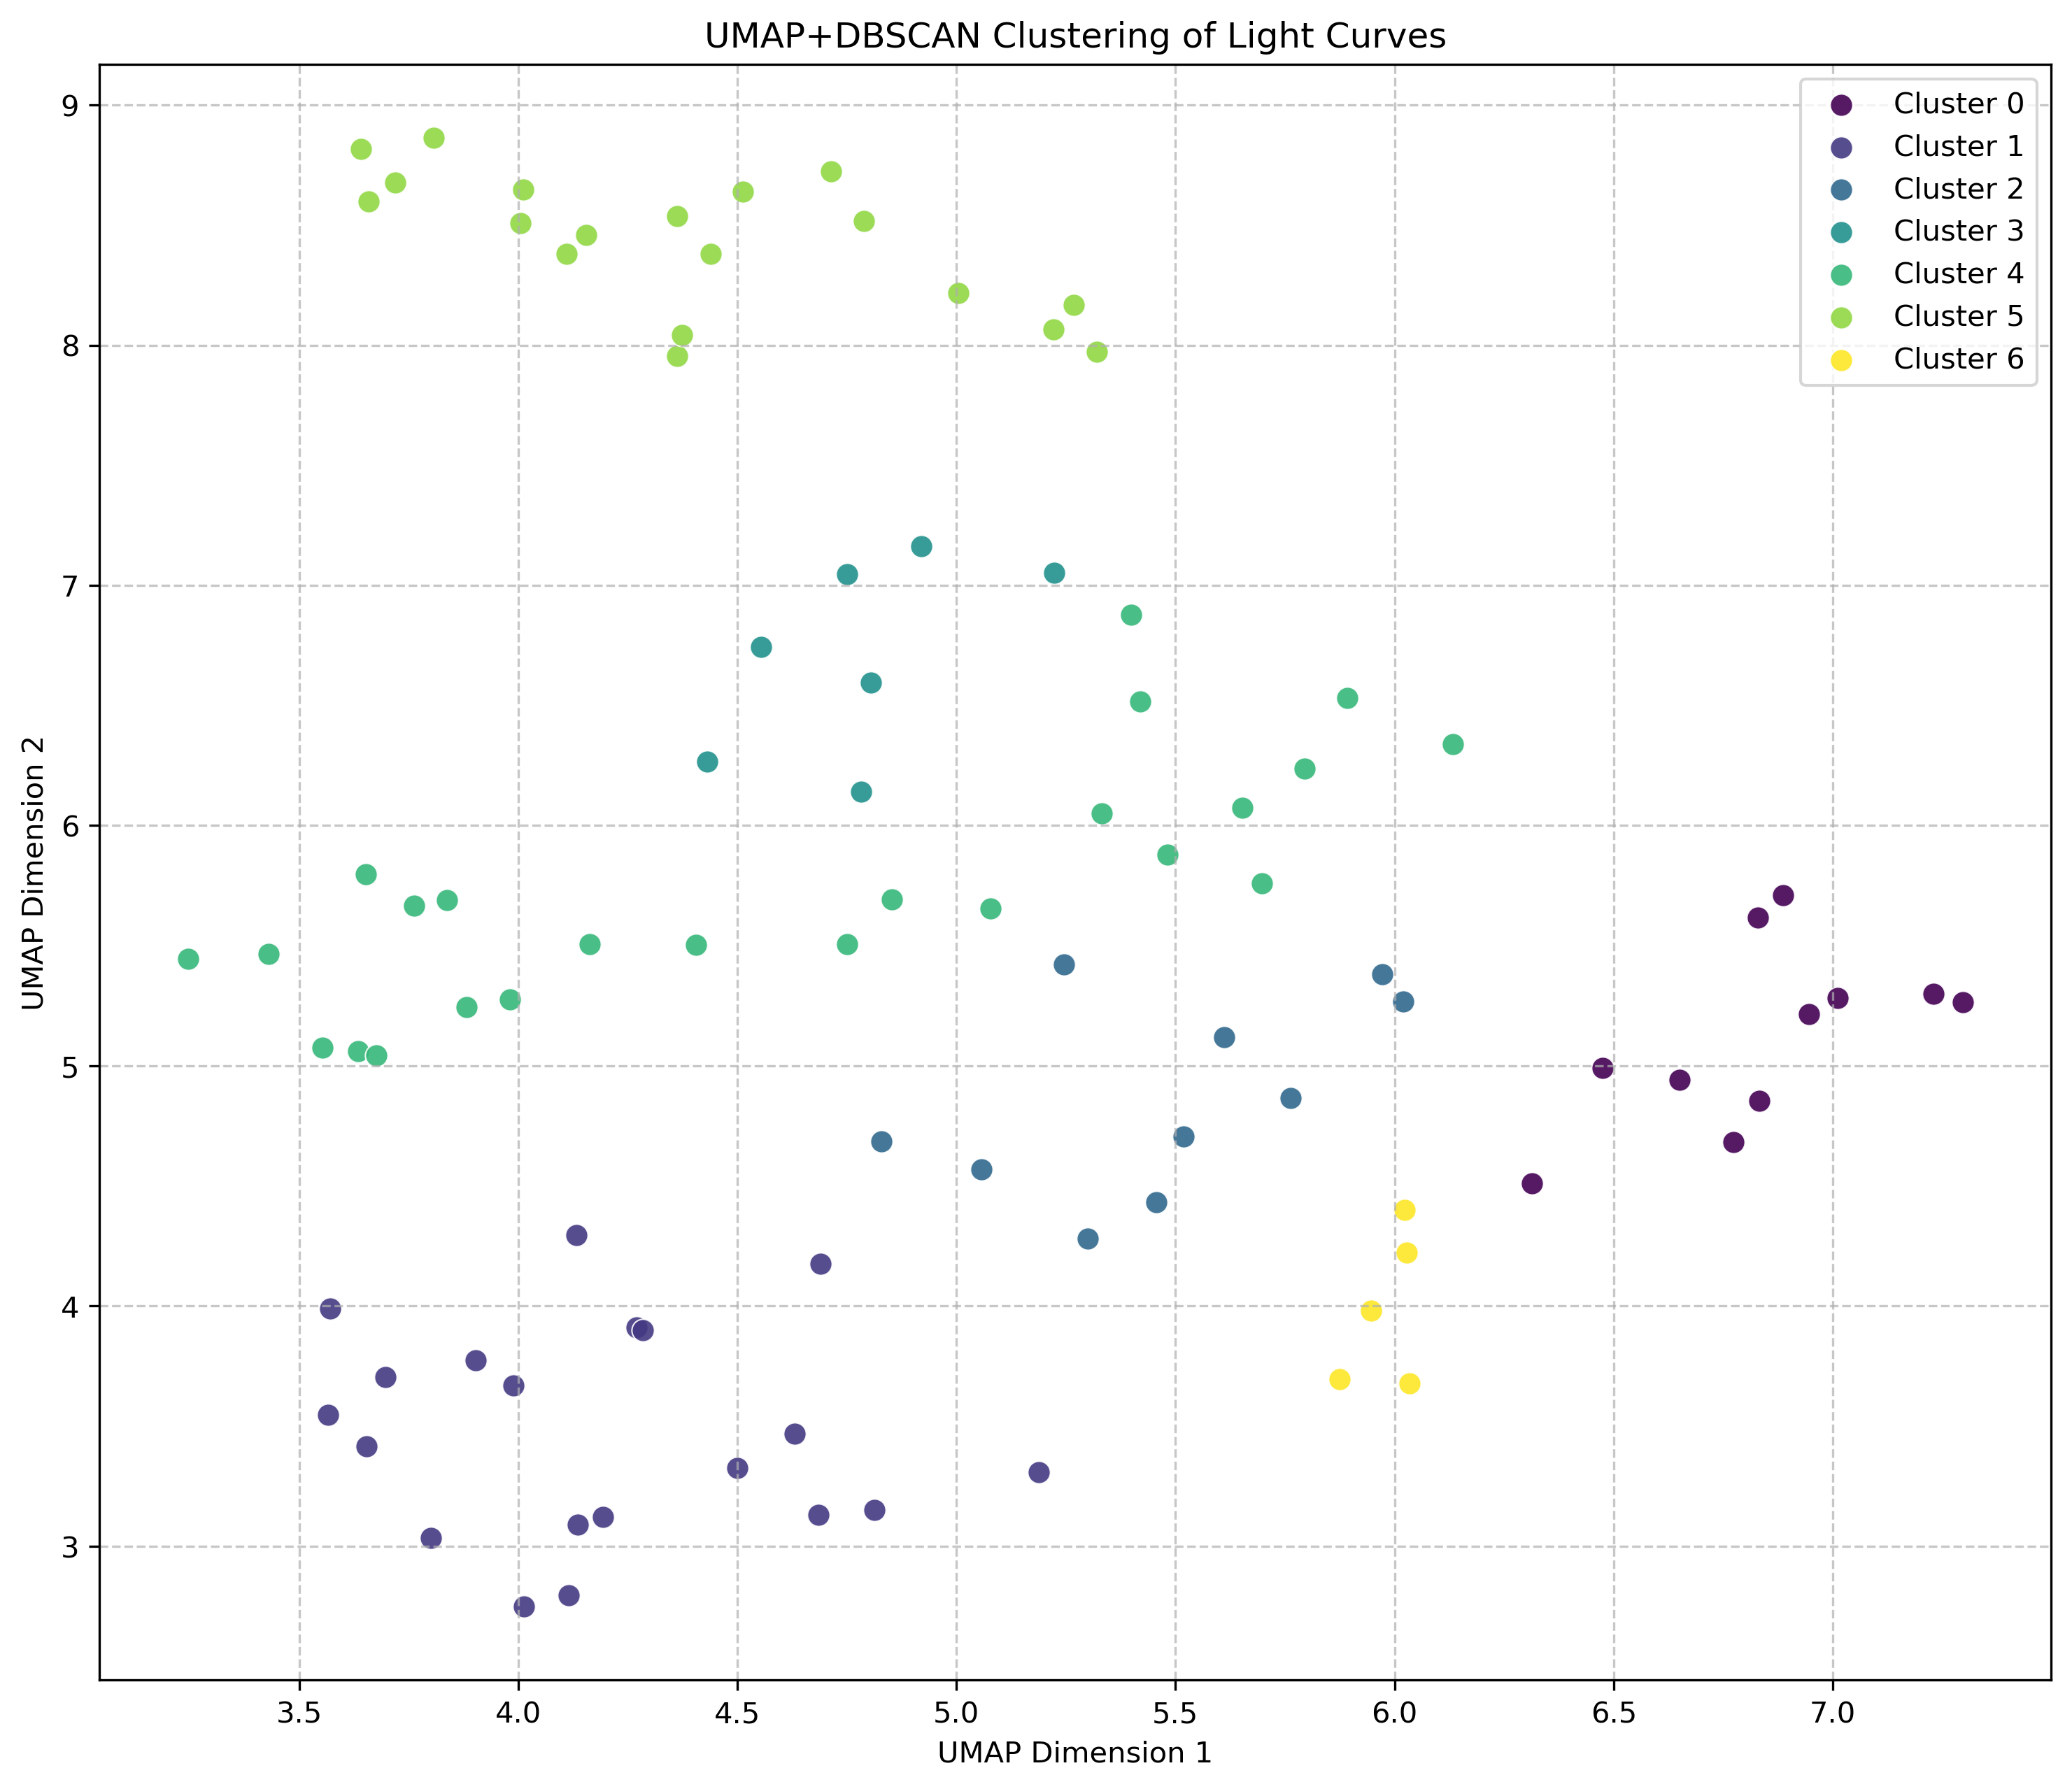 UMAP+DBSCAN Clustering of Light Curves
Cluster 0
Cluster 1
Cluster 2
Cluster 3
Cluster 4
Cluster 5
Cluster 6
9
8
7
6
5
4
3
UMAP Dimension 2
3.5 4.0 4.5 5.0 5.5 6.0 6.5 7.0
UMAP Dimension 1